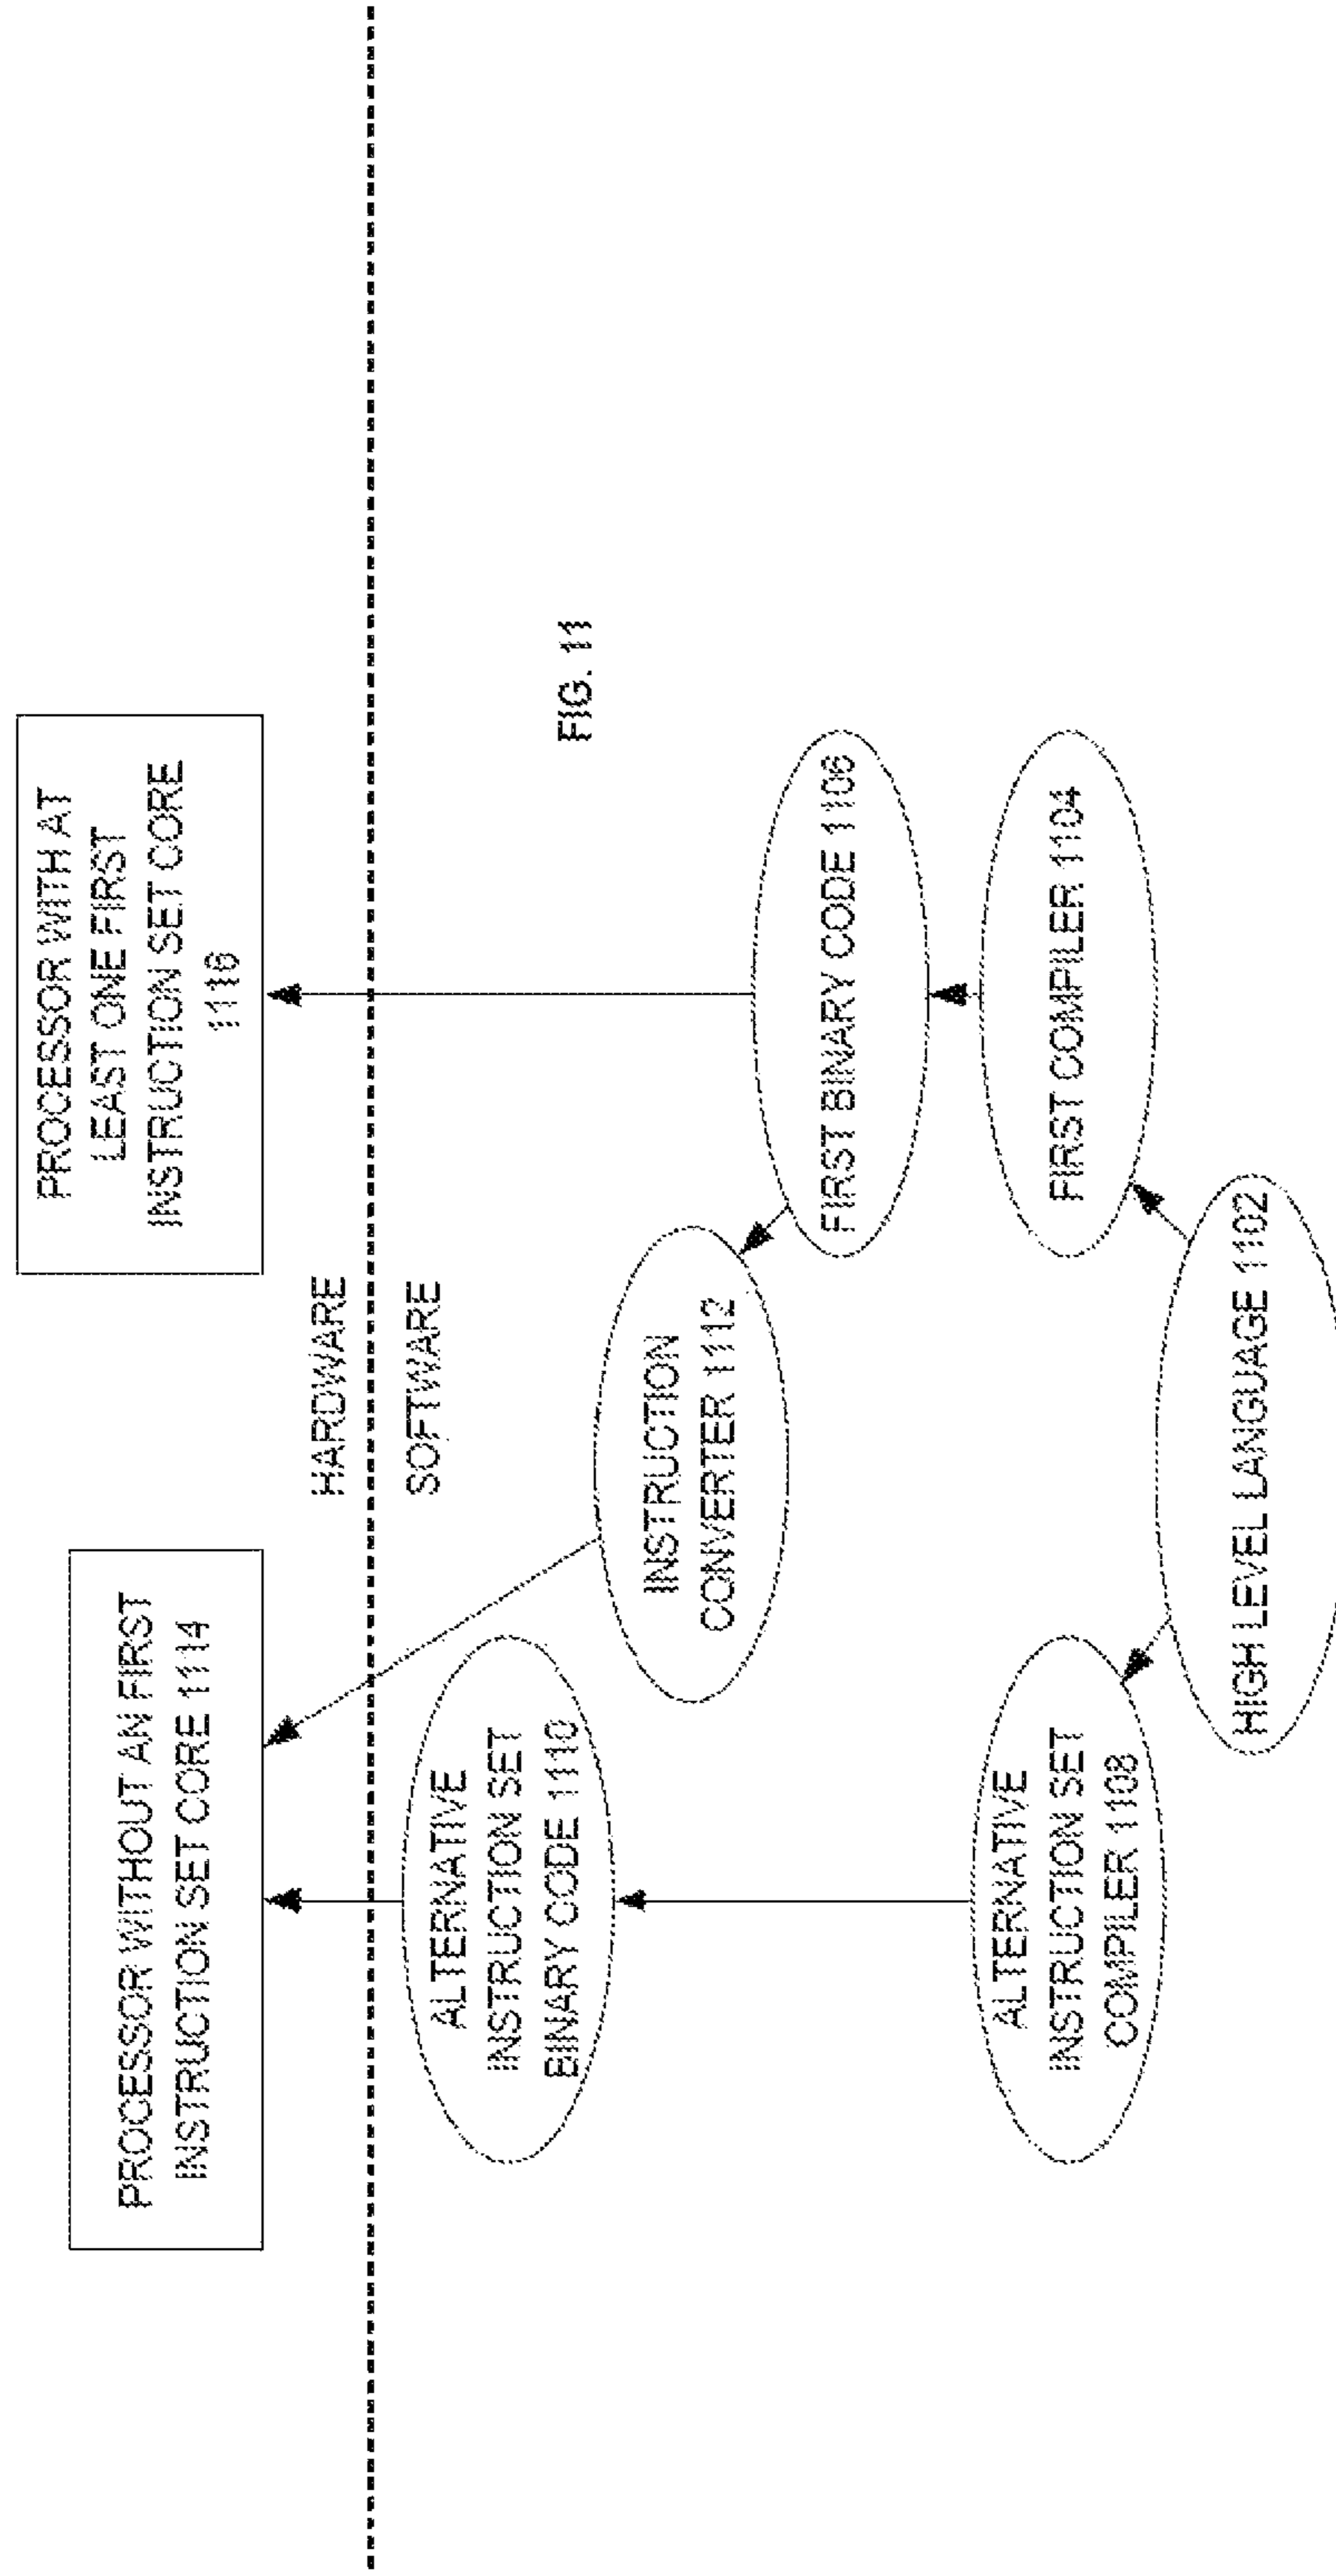 PROCESSOR WITHOUT AN FIRST
INSTRUCTION SET CORE 1114
PROCESSOR WITH AT
LEAST ONE FIRST
INSTRUCTION SET CORE
1116
HARDWARE
SOFTWARE
ALTERNATIVE
INSTRUCTION SET
BINARY CODE 1110
INSTRUCTION
CONVERTER 1112
FIG. 11
FIRST BINARY CODE 1106
ALTERNATIVE
INSTRUCTION SET
COMPILER 1108
FIRST COMPILER 1104
HIGH LEVEL LANGUAGE 1102